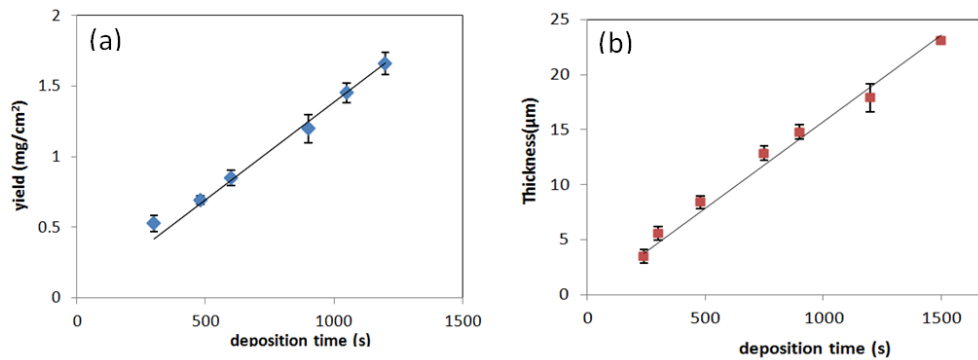 (a)
yield (mg/cm²)
2
1.5
1
0.5
0
0 500 1000 1500
deposition time (s)
(b)
Thickness(µm)
25
20
15
10
5
0
0 500 1000 1500
deposition time (s)